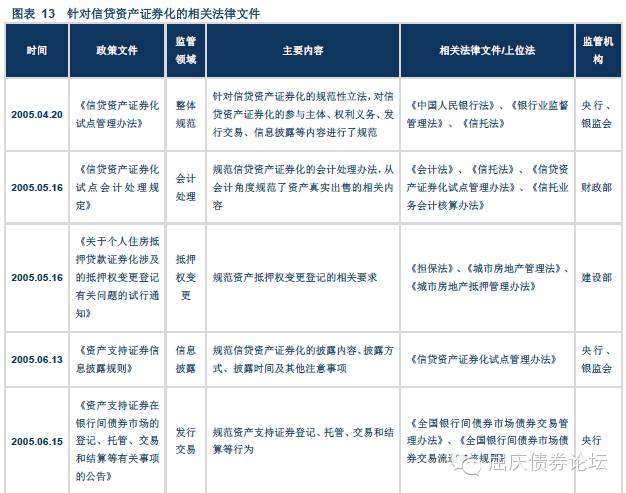 图表 13 针对信贷资产证券化的相关法律文件
时间
政策文件
监管
领域
主要内容
相关法律文件/上位法
监管机
构
2005.04.20
《信贷资产证券化
试点管理办法》
整体
规范
针对信贷资产证券化的规范性立法，对信
贷资产证券化的参与主体、权利义务、发
行交易、信息披露等内容进行了规范
《中国人民银行法》、《银行业监督
管理法》、《信托法》
央行、
银监会
2005.05.16
《信贷资产证券化
试点会计处理规
定》
会计
处理
规范信贷资产证券化的会计处理办法，从
会计角度规范了资产真实出售的相关内
容
《会计法》、《信托法》、《信贷资
产证券化试点管理办法》、《信托业
务会计核算办法》
财政部
2005.05.16
《关于个人住房抵
押贷款证券化涉及
的抵押权变更登记
有关问题的试行通
知》
抵押
权变
更
规范资产抵押权变更登记的相关要求
《担保法》、《城市房地产管理法》、
《城市房地产抵押管理办法》
建设部
2005.06.13
《资产支持证券信
息披露规则》
信息
披露
规范信贷资产证券化的披露内容、披露方
式、披露时间及其他注意事项
《信贷资产证券化试点管理办法》
央行、
银监会
2005.06.15
《资产支持证券在
银行间债券市场的
登记、托管、交易
和结算等有关事项
的公告》
发行
交易
规范资产支持证券登记、托管、交易和结
算等行为
《全国银行间债券市场债券交易管
理办法》、《全国银行间债券市场债
券交易流通审核规则》
央行
屈庆债券论坛